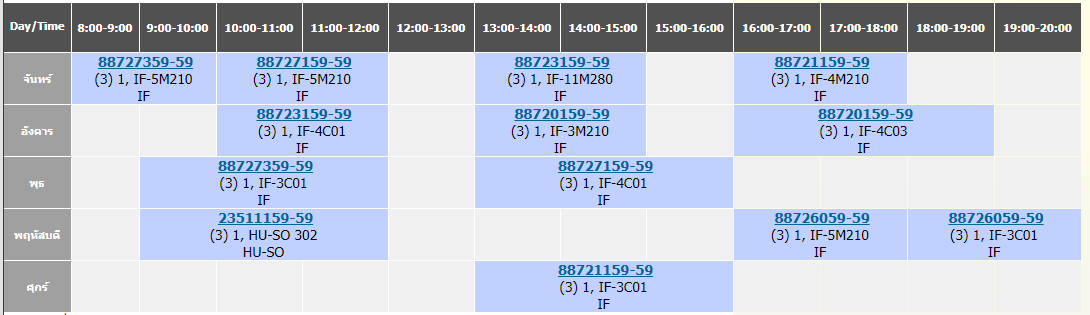 Day/Time 8:00-9:00 9:00-10:00 10:00-11:00 11:00-12:00 12:00-13:00 13:00-14:00 14:00-15:00 15:00-16:00 16:00-17:00 17:00-18:00 18:00-19:00 19:00-20:00
จันทร์
88727359-59
(3) 1, IF-5M210
IF
88727159-59
(3) 1, IF-5M210
IF
88723159-59
(3) 1, IF-11M280
IF
88721159-59
(3) 1, IF-4M210
IF
อังคาร
88723159-59
(3) 1, IF-4C01
IF
88720159-59
(3) 1, IF-3M210
IF
88720159-59
(3) 1, IF-4C03
IF
พุธ
88727359-59
(3) 1, IF-3C01
IF
88727159-59
(3) 1, IF-4C01
IF
พฤหัสบดี
23511159-59
(3) 1, HU-SO 302
HU-SO
88726059-59
(3) 1, IF-5M210
IF
88726059-59
(3) 1, IF-3C01
IF
ศุกร์
88721159-59
(3) 1, IF-3C01
IF